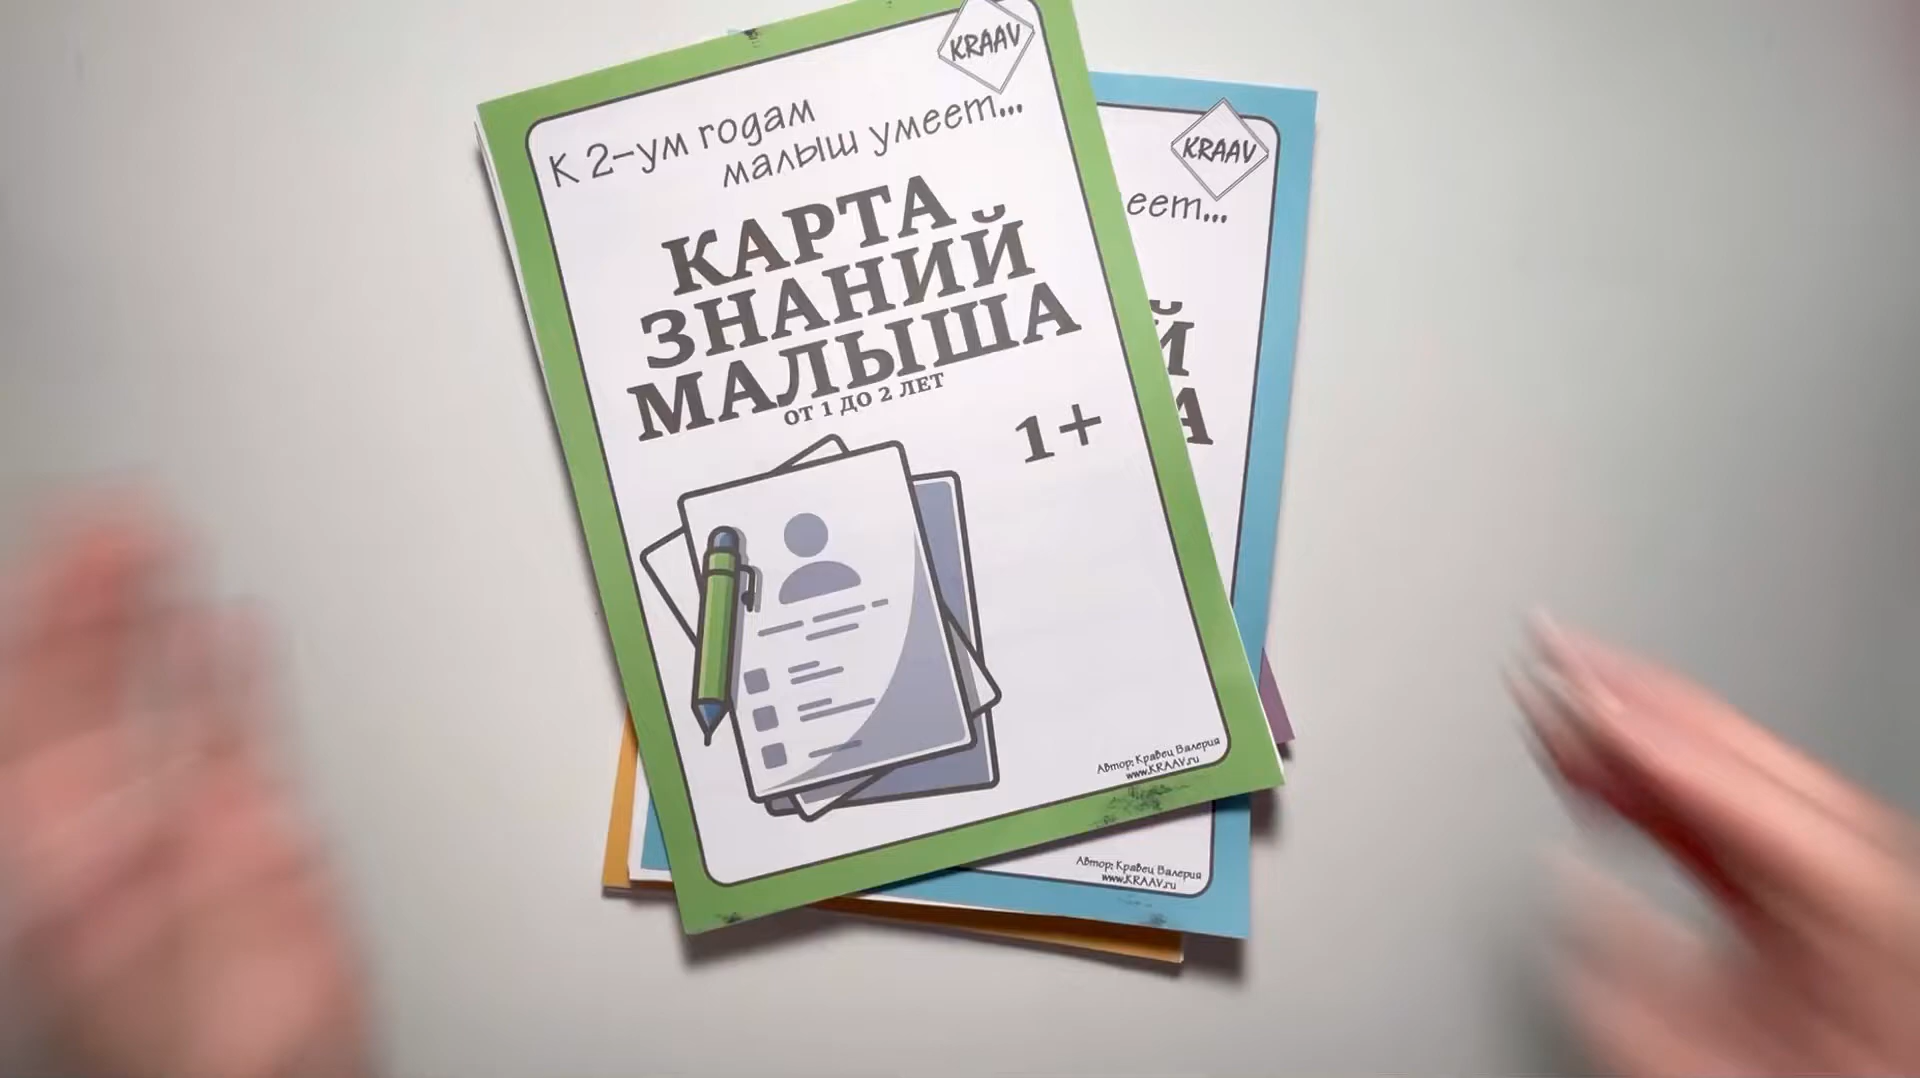 KRAAV
К 2-ум годам
малыш умеет...
КАРТА
ЗНАНИЙ
МАЛЫША
ОТ 1 ДО 2 ЛЕТ
1+
Автор: Кравец Валерия
www.KRAAV.ru
KRAAV
еет...
Й
А
Автор: Кравец Валерия
www.KRAAV.ru